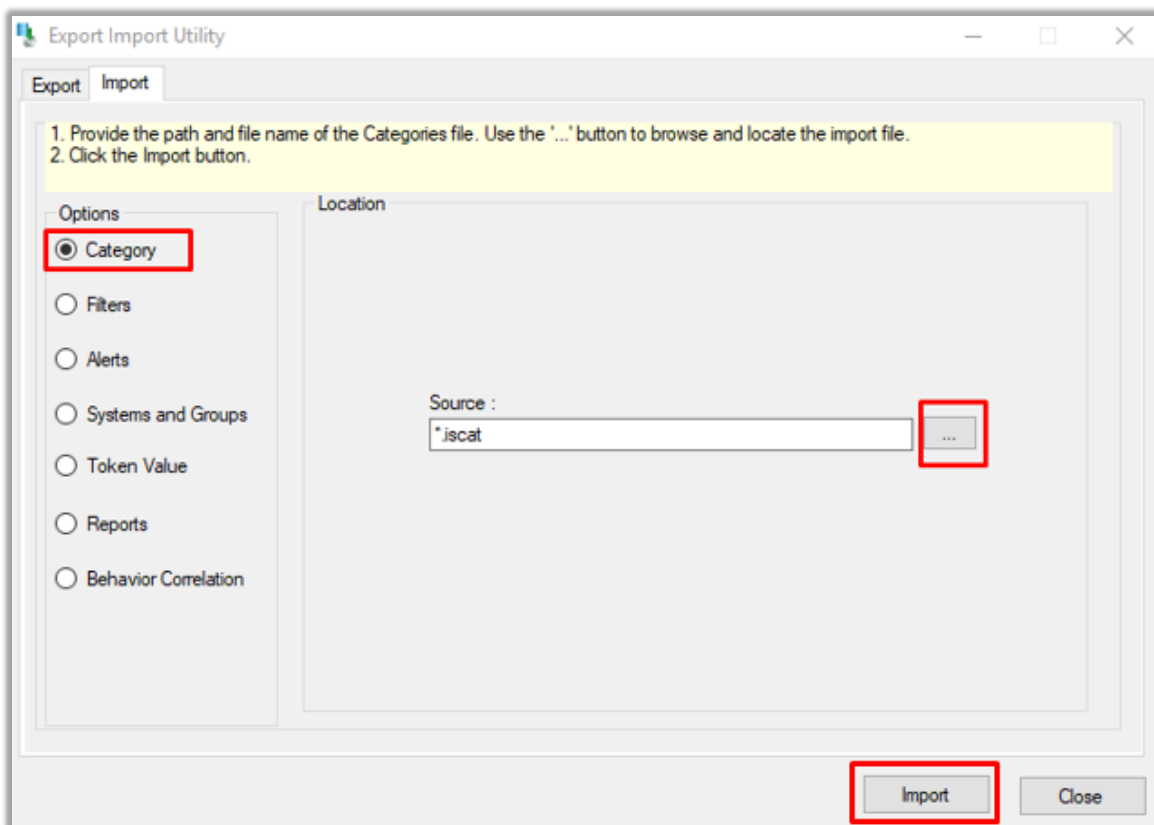 Export Import Utility
Export Import
1. Provide the path and file name of the Categories file. Use the '...' button to browse and locate the import file.
2. Click the Import button.
Options
Location
Category
Filters
Alerts
Systems and Groups
Token Value
Reports
Behavior Correlation
Source :
*.iscat
...
Import
Close